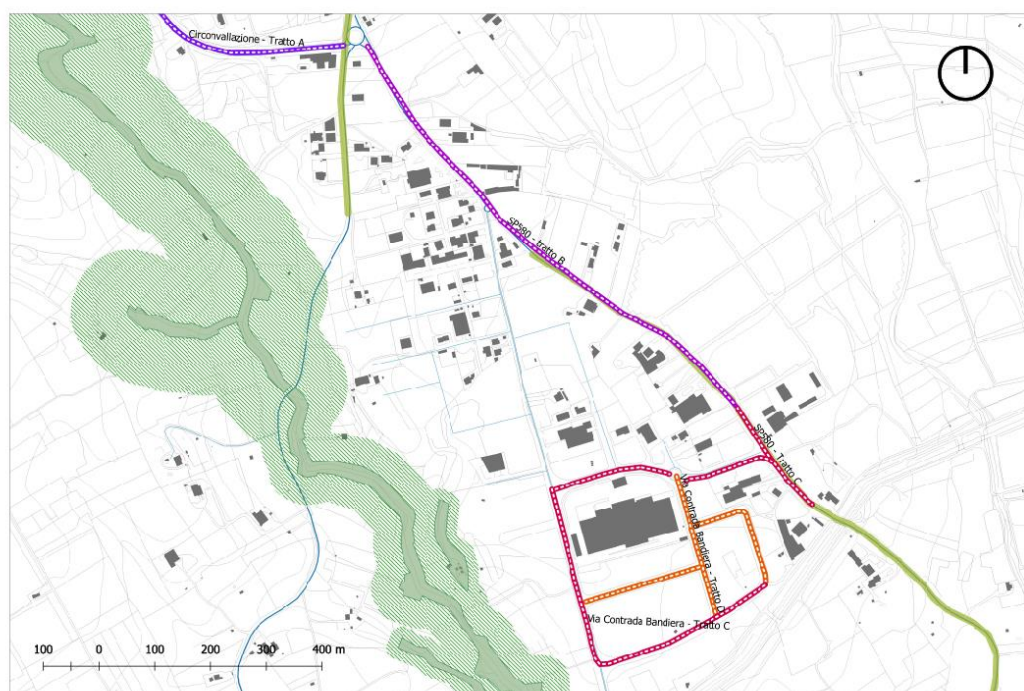 Circonvallazione - Tratto A
SP580 - tratto B
SP580 - Tratto C
Via Contrada Bandiera - Tratto D
Via Contrada Bandiera - Tratto C
100 0 100 200 300 400 m